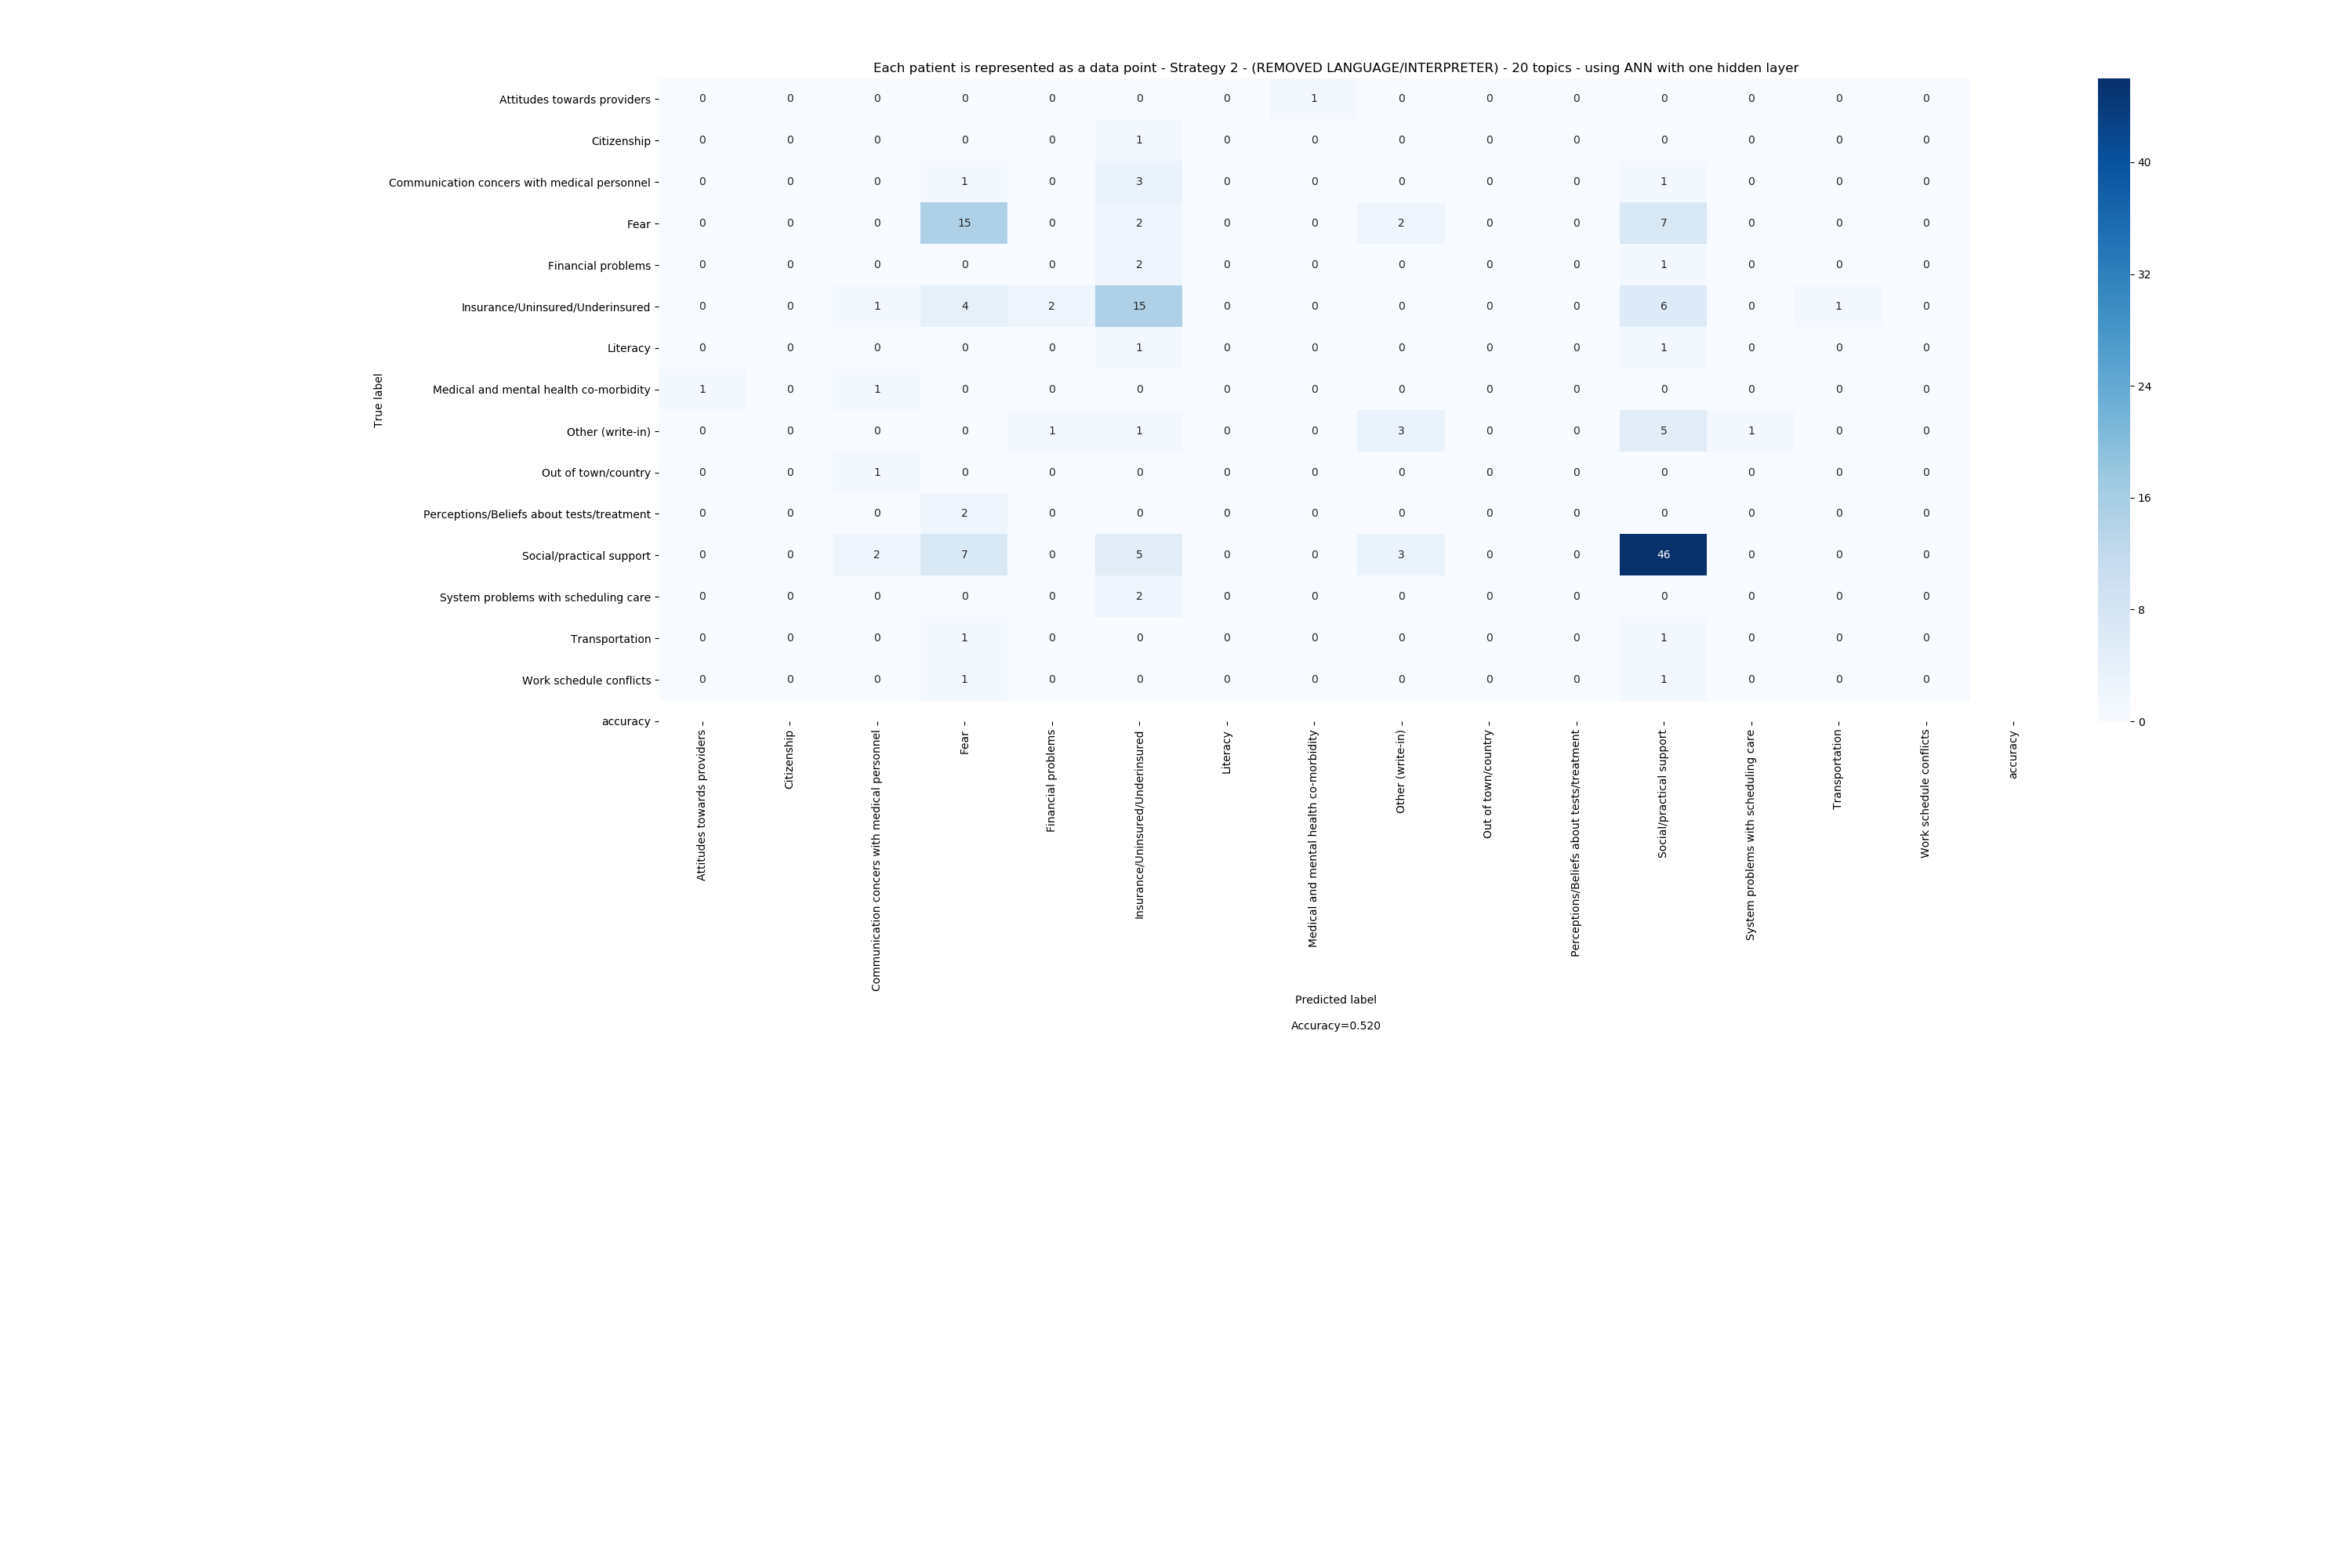 Each patient is represented as a data point - Strategy 2 - (REMOVED LANGUAGE/INTERPRETER) - 20 topics - using ANN with one hidden layer
True label
Attitudes towards providers 0 0 0 0 0 0 0 1 0 0 0 0 0 0 0
Citizenship 0 0 0 0 0 1 0 0 0 0 0 0 0 0 0
Communication concers with medical personnel 0 0 0 1 0 3 0 0 0 0 0 1 0 0 0
Fear 0 0 0 15 0 2 0 0 2 0 0 7 0 0 0
Financial problems 0 0 0 0 0 2 0 0 0 0 0 1 0 0 0
Insurance/Uninsured/Underinsured 0 0 1 4 2 15 0 0 0 0 0 6 0 1 0
Literacy 0 0 0 0 0 1 0 0 0 0 0 1 0 0 0
Medical and mental health co-morbidity 1 0 1 0 0 0 0 0 0 0 0 0 0 0 0
Other (write-in) 0 0 0 0 1 1 0 0 3 0 0 5 1 0 0
Out of town/country 0 0 1 0 0 0 0 0 0 0 0 0 0 0 0
Perceptions/Beliefs about tests/treatment 0 0 0 2 0 0 0 0 0 0 0 0 0 0 0
Social/practical support 0 0 2 7 0 5 0 0 3 0 0 46 0 0 0
System problems with scheduling care 0 0 0 0 0 2 0 0 0 0 0 0 0 0 0
Transportation 0 0 0 1 0 0 0 0 0 0 0 1 0 0 0
Work schedule conflicts 0 0 0 1 0 0 0 0 0 0 0 1 0 0 0
accuracy
Attitudes towards providers
Citizenship
Communication concers with medical personnel
Fear
Financial problems
Insurance/Uninsured/Underinsured
Literacy
Medical and mental health co-morbidity
Other (write-in)
Out of town/country
Perceptions/Beliefs about tests/treatment
Social/practical support
System problems with scheduling care
Transportation
Work schedule conflicts
accuracy
Predicted label
Accuracy=0.520
40
32
24
16
8
0